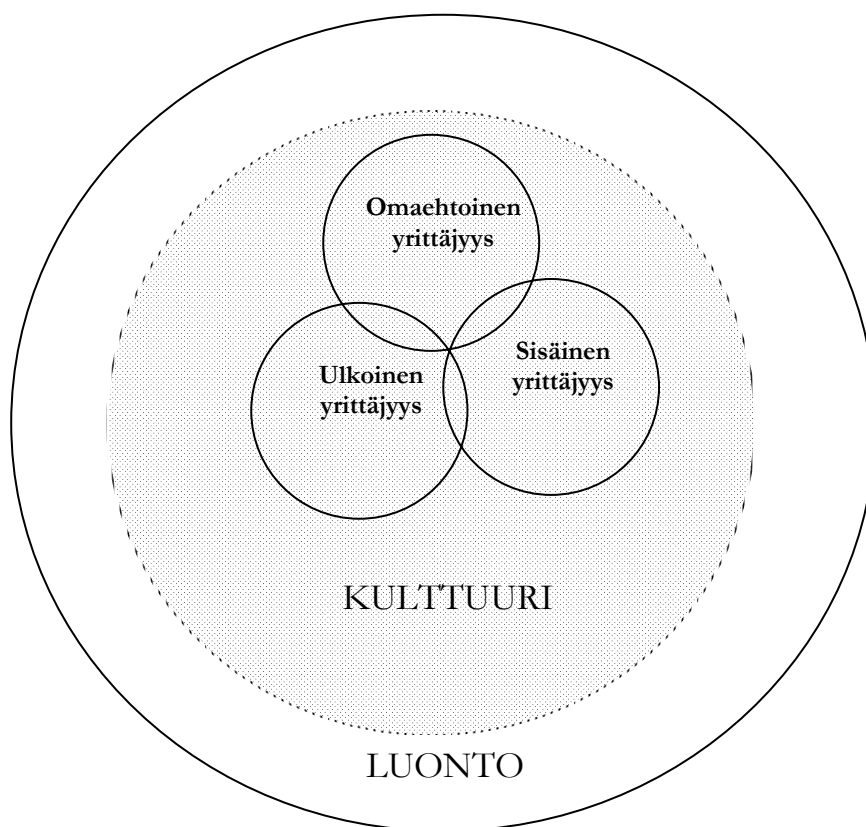 Omaehtoinen
yrittäjyys
Sisäinen
yrittäjyys
Ulkoinen
yrittäjyys
KULTTUURI
LUONTO